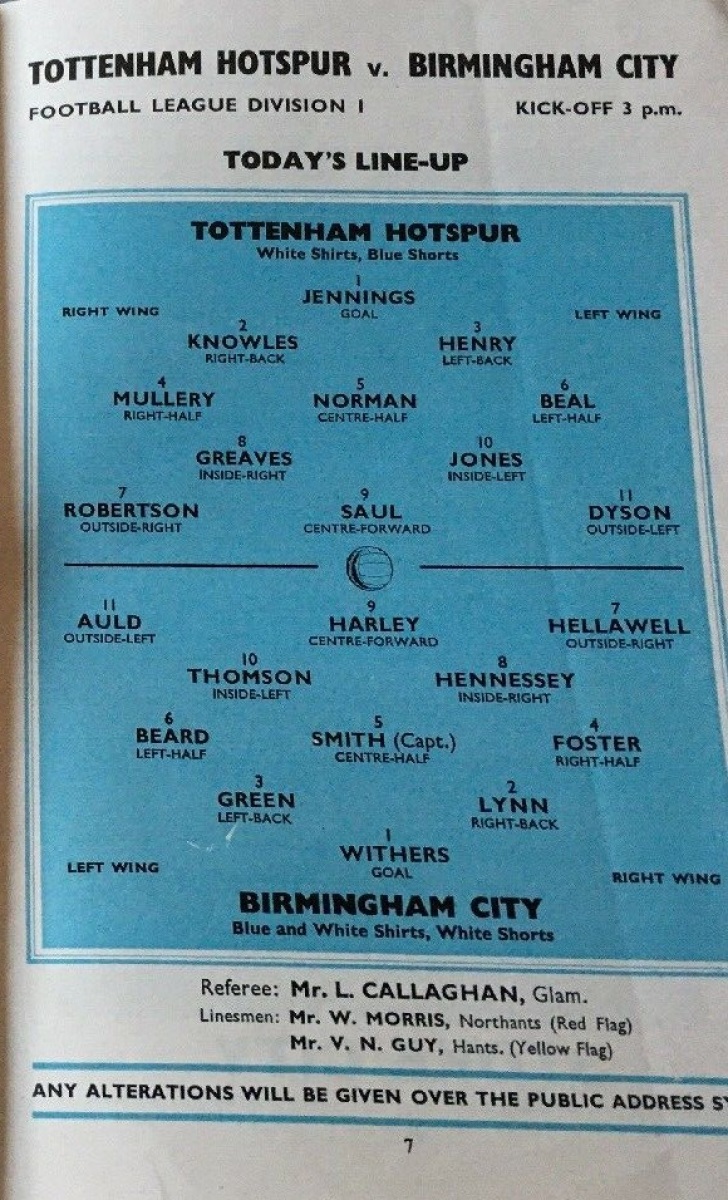 TOTTENHAM HOTSPUR v. BIRMINGHAM CITY
FOOTBALL LEAGUE DIVISION I KICK-OFF 3 p.m.
TODAY'S LINE-UP
TOTTENHAM HOTSPUR
White Shirts, Blue Shorts
1
JENNINGS
GOAL
RIGHT WING LEFT WING
2 3
KNOWLES HENRY
RIGHT-BACK LEFT-BACK
4 5 6
MULLERY NORMAN BEAL
RIGHT-HALF CENTRE-HALF LEFT-HALF
8 10
GREAVES JONES
INSIDE-RIGHT INSIDE-LEFT
7 9 11
ROBERTSON SAUL DYSON
OUTSIDE-RIGHT CENTRE-FORWARD OUTSIDE-LEFT
11 9 7
AULD HARLEY HELLAWELL
OUTSIDE-LEFT CENTRE-FORWARD OUTSIDE-RIGHT
10 8
THOMSON HENNESSEY
INSIDE-LEFT INSIDE-RIGHT
6 5 4
BEARD SMITH (Capt.) FOSTER
LEFT-HALF CENTRE-HALF RIGHT-HALF
3 2
GREEN LYNN
LEFT-BACK RIGHT-BACK
1
WITHERS
GOAL
LEFT WING RIGHT WING
BIRMINGHAM CITY
Blue and White Shirts, White Shorts
Referee: Mr. L. CALLAGHAN, Glam.
Linesmen: Mr. W. MORRIS, Northants (Red Flag)
Mr. V. N. GUY, Hants. (Yellow Flag)
ANY ALTERATIONS WILL BE GIVEN OVER THE PUBLIC ADDRESS
7